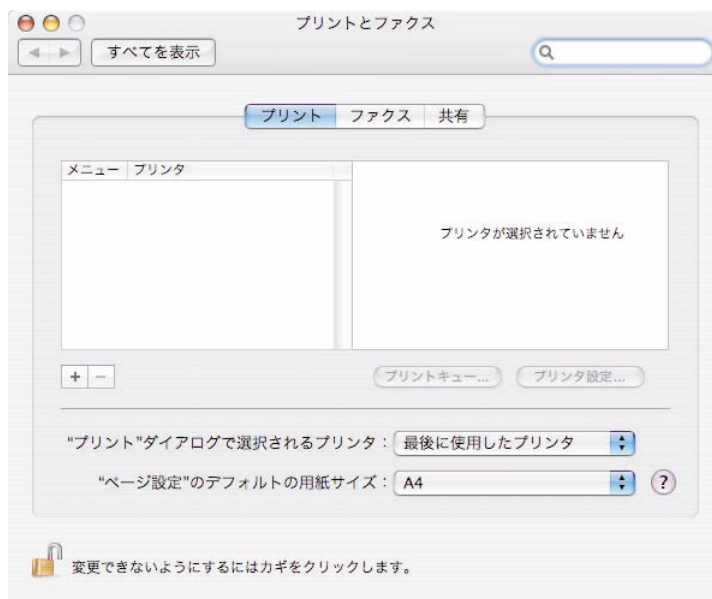 プリントとファクス
すべてを表示
プリント ファクス 共有
メニュー プリンタ
プリンタが選択されていません
+ −
プリントキュー... プリンタ設定...
“プリント”ダイアログで選択されるプリンタ： 最後に使用したプリンタ
“ページ設定”のデフォルトの用紙サイズ： A4 ?
変更できないようにするにはカギをクリックします。